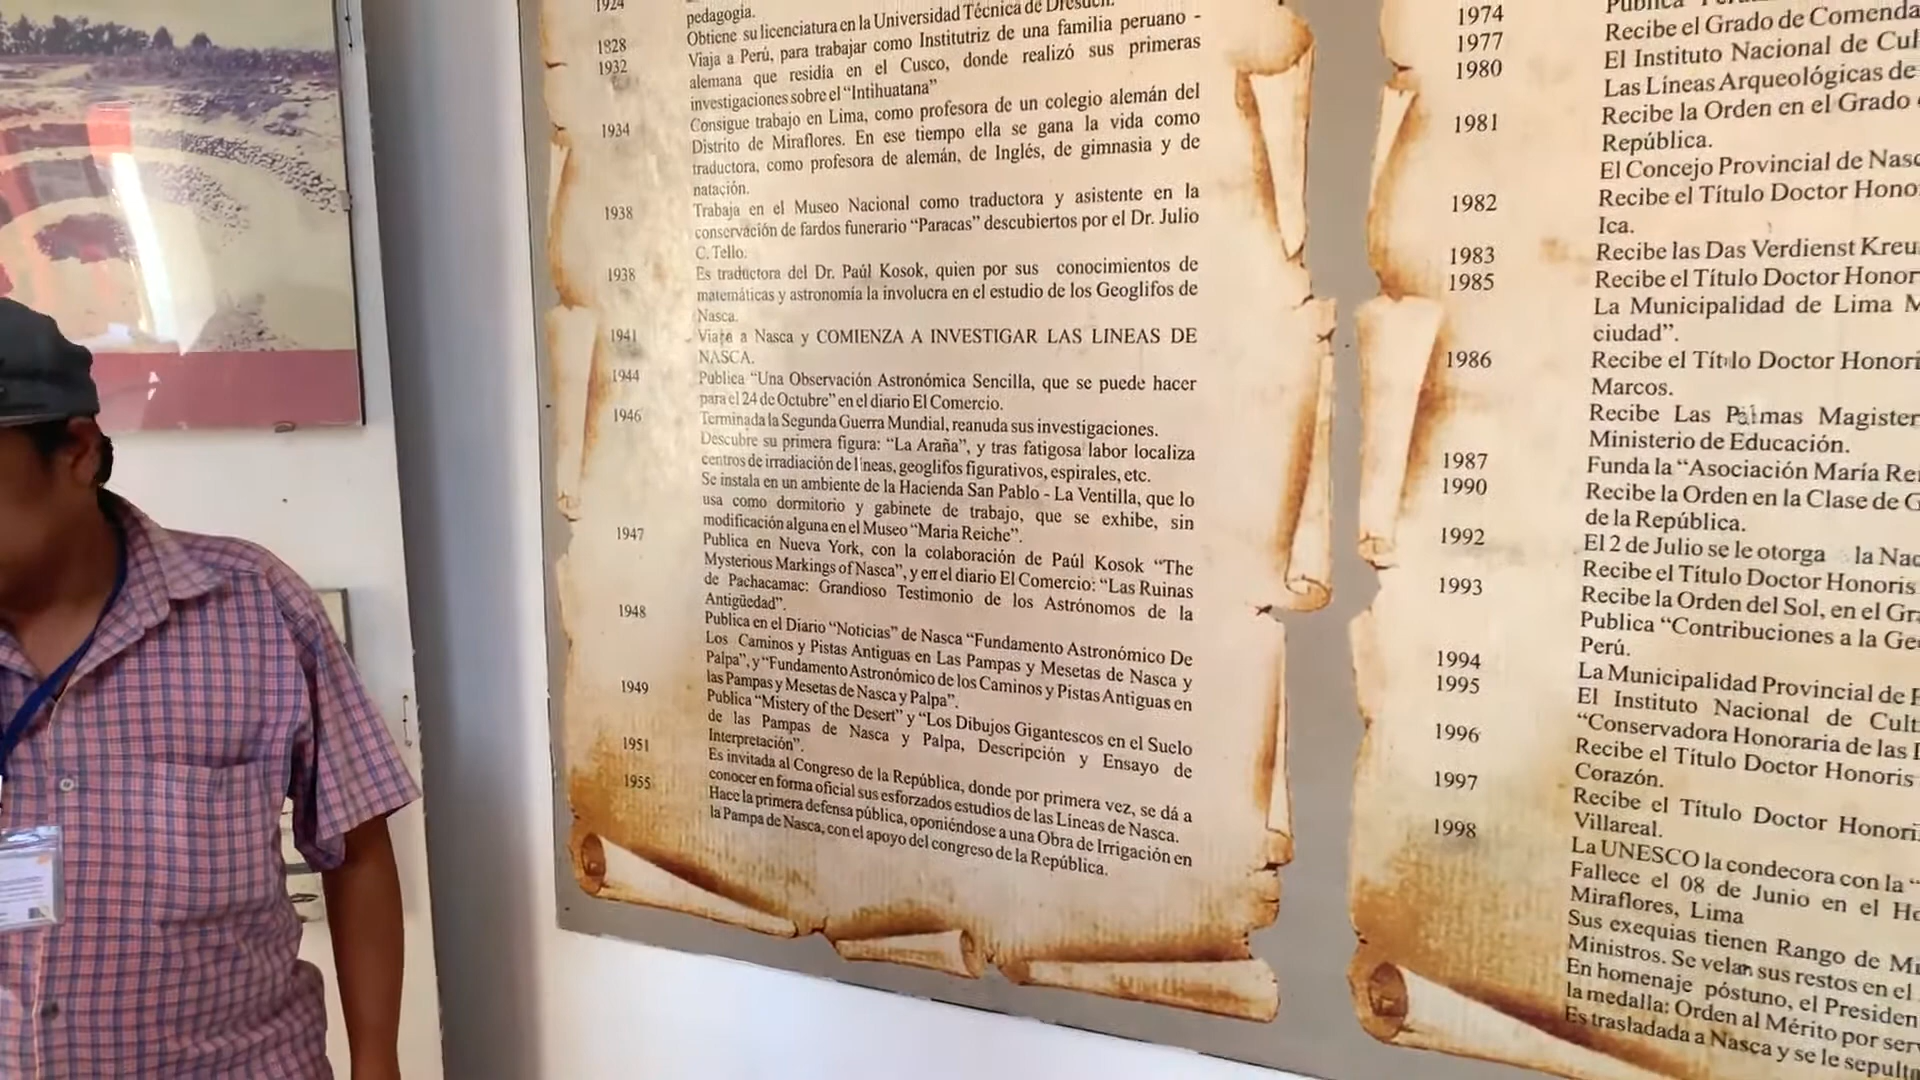 1924
pedagogia.
Obtiene su licenciatura en la Universidad Técnica de Dresden.
1928 Viaja a Perú, para trabajar como Institutriz de una familia peruano -
1932 alemana que residia en el Cusco, donde realizó sus primeras
investigaciones sobre el “Intihuatana”
1934 Consigue trabajo en Lima, como profesora de un colegio alemán del
Distrito de Miraflores. En ese tiempo ella se gana la vida como
traductora, como profesora de alemán, de Inglés, de gimnasia y de
natación.
1938 Trabaja en el Museo Nacional como traductora y asistente en la
conservación de fardos funerario “Paracas” descubiertos por el Dr. Julio
C. Tello.
1938 Es traductora del Dr. Paúl Kosok, quien por sus conocimientos de
matemáticas y astronomía la involucra en el estudio de los Geoglifos de
Nasca.
1941 Viaja a Nasca y COMIENZA A INVESTIGAR LAS LINEAS DE
NASCA.
1944 Publica “Una Observación Astronómica Sencilla, que se puede hacer
para el 24 de Octubre” en el diario El Comercio.
1946 Terminada la Segunda Guerra Mundial, reanuda sus investigaciones.
Descubre su primera figura: “La Araña”, y tras fatigosa labor localiza
centros de irradiación de líneas, geoglifos figurativos, espirales, etc.
Se instala en un ambiente de la Hacienda San Pablo - La Ventilla, que lo
usa como dormitorio y gabinete de trabajo, que se exhibe, sin
modificación alguna en el Museo “Maria Reiche”.
1947 Publica en Nueva York, con la colaboración de Paúl Kosok “The
Mysterious Markings of Nasca”, y en el diario El Comercio: “Las Ruinas
de Pachacamac: Grandioso Testimonio de los Astrónomos de la
Antigüedad”.
1948 Publica en el Diario “Noticias” de Nasca “Fundamento Astronómico De
Los Caminos y Pistas Antiguas en Las Pampas y Mesetas de Nasca y
Palpa”, y “Fundamento Astronómico de los Caminos y Pistas Antiguas en
las Pampas y Mesetas de Nasca y Palpa”.
1949 Publica “Mistery of the Desert” y “Los Dibujos Gigantescos en el Suelo
de las Pampas de Nasca y Palpa, Descripción y Ensayo de
Interpretación”.
1951 Es invitada al Congreso de la República, donde por primera vez, se dá a
conocer en forma oficial sus esforzados estudios de las Líneas de Nasca.
1955 Hace la primera defensa pública, oponiéndose a una Obra de Irrigación en
la Pampa de Nasca, con el apoyo del congreso de la República.
1974 Recibe el Grado de Comenda
1977 El Instituto Nacional de Cul
1980 Las Líneas Arqueológicas de
Recibe la Orden en el Grado
1981 República.
El Concejo Provincial de Nasc
1982 Recibe el Título Doctor Hono
Ica.
1983 Recibe las Das Verdienst Kreu
1985 Recibe el Título Doctor Honor
La Municipalidad de Lima M
ciudad”.
1986 Recibe el Título Doctor Honori
Marcos.
Recibe Las Palmas Magister
Ministerio de Educación.
1987 Funda la “Asociación María Re
1990 Recibe la Orden en la Clase de G
de la República.
1992 El 2 de Julio se le otorga la Nac
Recibe el Título Doctor Honoris
1993 Recibe la Orden del Sol, en el Gr
Publica “Contribuciones a la Ge
Perú.
1994 La Municipalidad Provincial de P
1995 El Instituto Nacional de Cult
“Conservadora Honoraria de las
1996 Recibe el Título Doctor Honoris
Corazón.
1997 Recibe el Título Doctor Honori
Villareal.
1998 La UNESCO la condecora con la “
Fallece el 08 de Junio en el Ho
Miraflores, Lima
Sus exequias tienen Rango de Mi
Ministros. Se velan sus restos en el
En homenaje póstuno, el Presiden
la medalla: Orden al Mérito por serv
Es trasladada a Nasca y se le sepulta